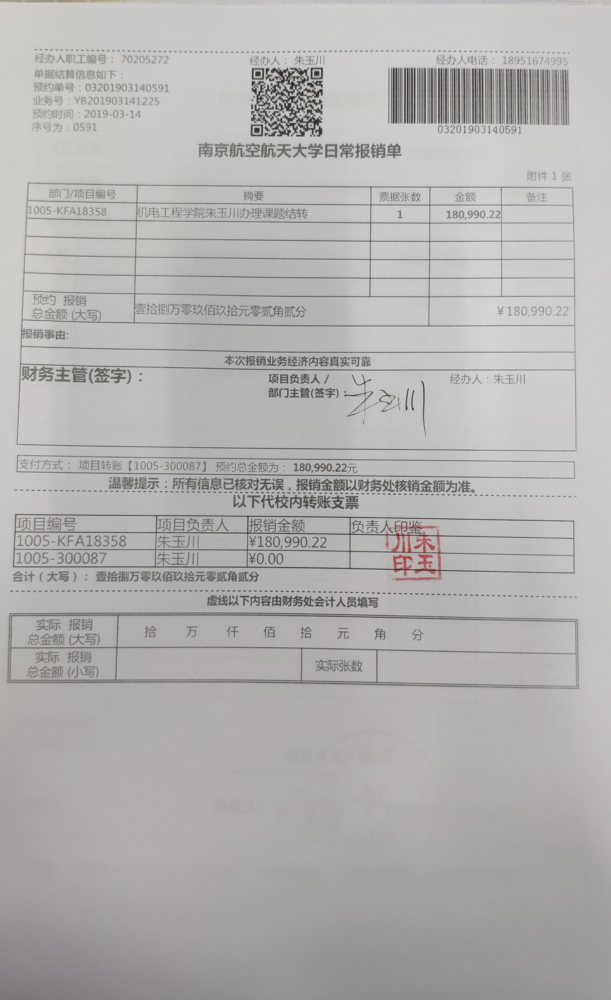 经办人职工编号： 70205272 经办人： 朱玉川 经办人电话： 18951674995
单据结算信息如下：
预约单号：03201903140591
业务号：YB201903141225
预约时间：2019-03-14
序号为：0591
03201903140591
南京航空航天大学日常报销单
附件 1 张
部门/项目编号 摘要 票据张数 金额 备注
1005-KFA18358 机电工程学院朱玉川办理课题结转 1 180,990.22
预约 报销
总金额 (大写) 壹拾捌万零玖佰玖拾元零贰角贰分 ¥180,990.22
报销事由:
本次报销业务经济内容真实可靠
财务主管(签字)： 项目负责人 / 经办人：朱玉川
部门主管(签字)：朱玉川
支付方式： 项目转账【1005-300087】 预约总金额为： 180,990.22元
温馨提示：所有信息已核对无误，报销金额以财务处核销金额为准。
以下代校内转账支票
项目编号 项目负责人 报销金额 负责人印鉴
1005-KFA18358 朱玉川 ¥180,990.22
1005-300087 朱玉川 ¥0.00
朱玉川印
合计（大写）： 壹拾捌万零玖佰玖拾元零贰角贰分
虚线以下内容由财务处会计人员填写
实际 报销
总金额 (大写) 拾 万 仟 佰 拾 元 角 分
实际 报销
总金额 (小写) 实际张数